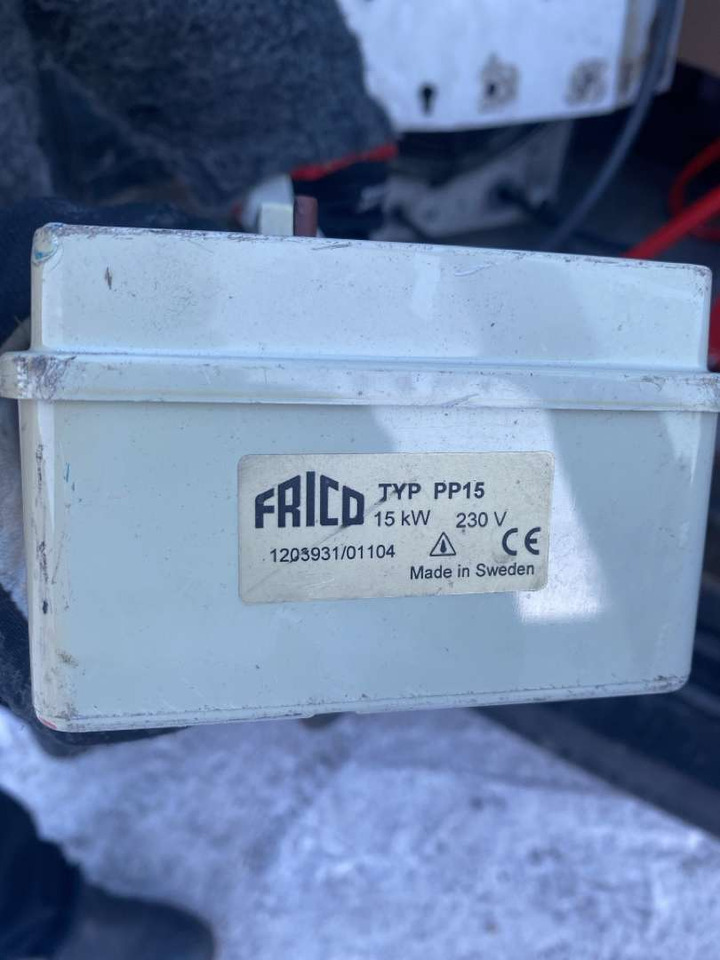 FRICO TYP PP15
15 kW 230 V
1203931/01104 CE
Made in Sweden